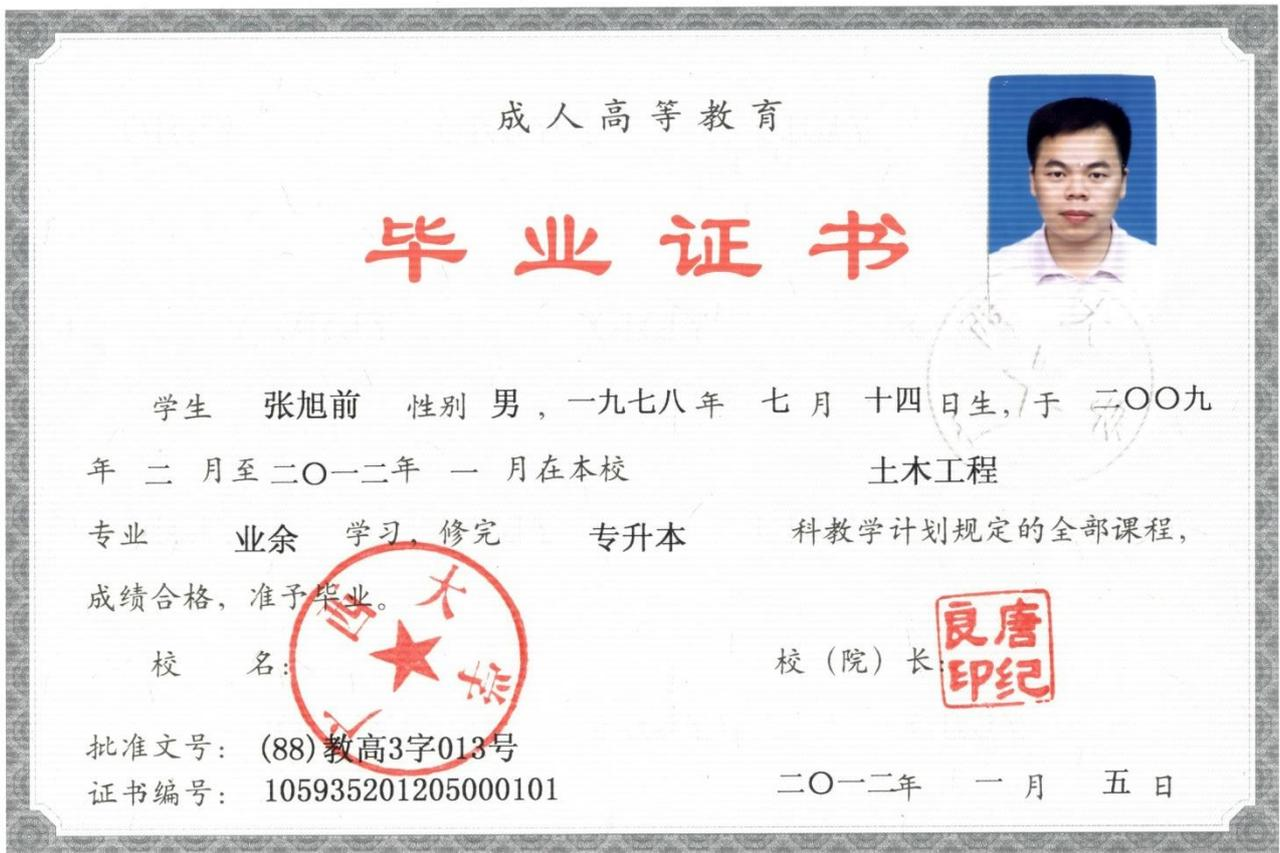 成人高等教育
毕业证书
学生 张旭前 性别 男，一九七八年 七月 十四日生，于 二〇〇九
年 二 月至二〇一二年 一 月在本校 土木工程
专业 业余 学习，修完 专升本 科教学计划规定的全部课程，
成绩合格，准予毕业。
校 名：
广西大学
校（院）长：
唐纪良印
批准文号：(88)教高3字013号
证书编号：105935201205000101
二〇一二年 一 月 五 日